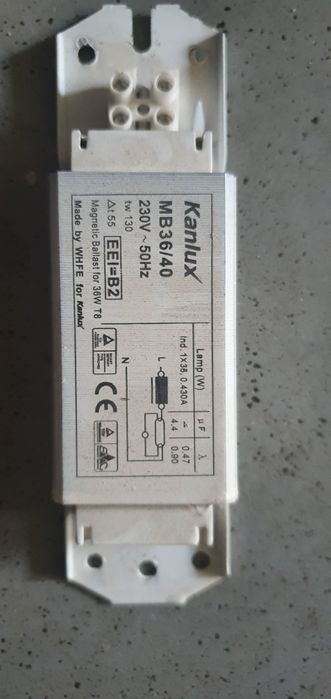 Kanlux
MB36/40
230V~50Hz
tw 130
Δt 55 EEI=B2
Magnetic Ballast for 36W T8
Made by WHFE for Kanlux
Lamp (W) μF λ
Ind. 1X36, 0.430A 0.47
4.4 0.90
L
N
CE